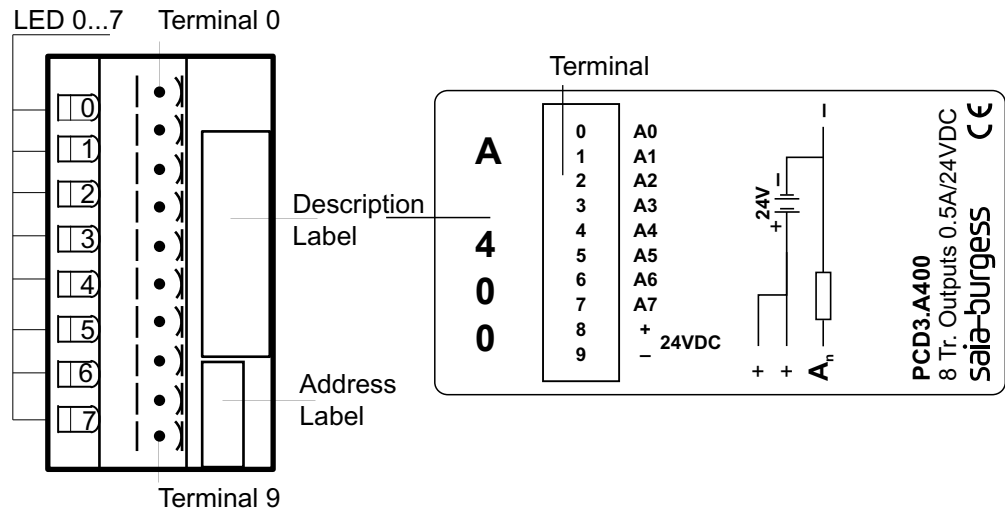 LED 0...7
Terminal 0
0
1
2
3
4
5
6
7
Description
Label
Address
Label
Terminal 9
Terminal
A
4
0
0
0 A0
1 A1
2 A2
3 A3
4 A4
5 A5
6 A6
7 A7
8 +
9 –
24VDC
24V
–
+
–
+
+
An
PCD3.A400
8 Tr. Outputs 0.5A/24VDC
saia-burgess
CE